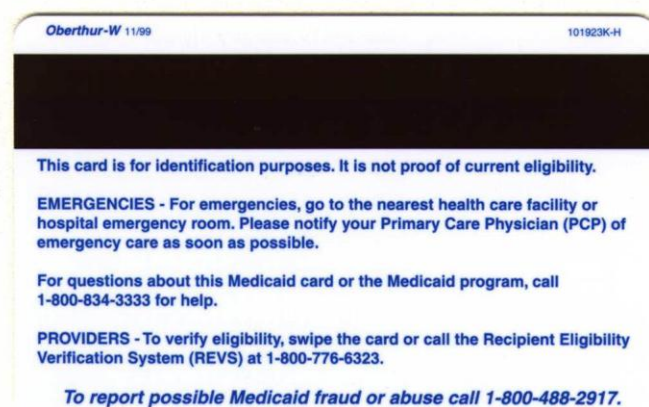 Oberthur-W 11/99 101923K-H
This card is for identification purposes. It is not proof of current eligibility.
EMERGENCIES - For emergencies, go to the nearest health care facility or
hospital emergency room. Please notify your Primary Care Physician (PCP) of
emergency care as soon as possible.
For questions about this Medicaid card or the Medicaid program, call
1-800-834-3333 for help.
PROVIDERS - To verify eligibility, swipe the card or call the Recipient Eligibility
Verification System (REVS) at 1-800-776-6323.
To report possible Medicaid fraud or abuse call 1-800-488-2917.